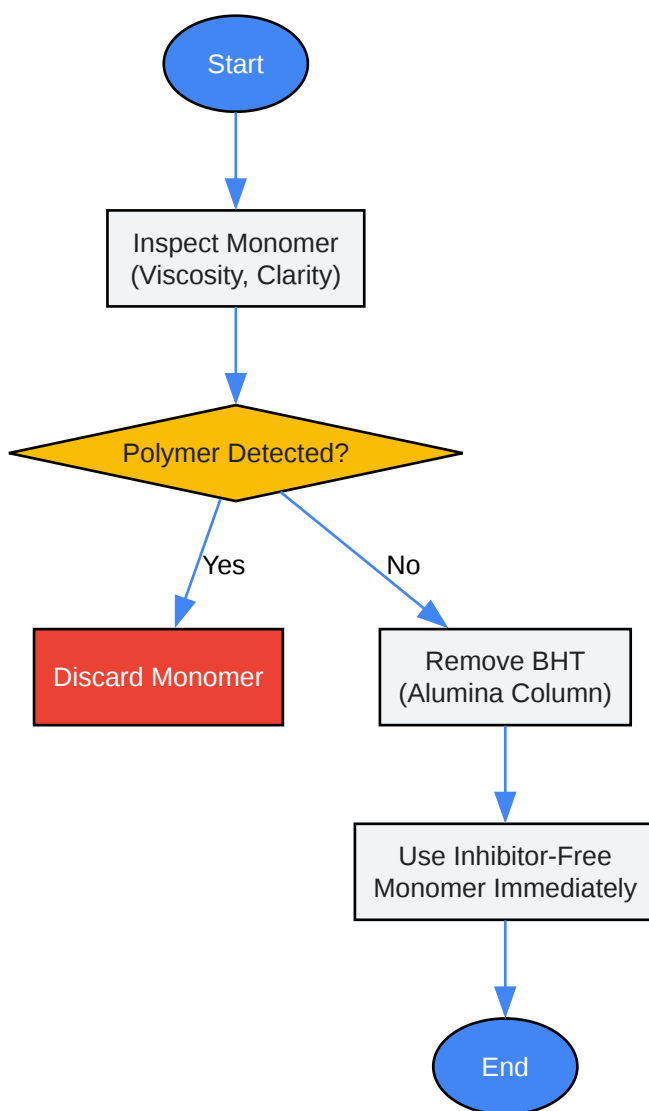 Start
Inspect Monomer
(Viscosity, Clarity)
Polymer Detected?
Yes
No
Discard Monomer
Remove BHT
(Alumina Column)
Use Inhibitor-Free
Monomer Immediately
End